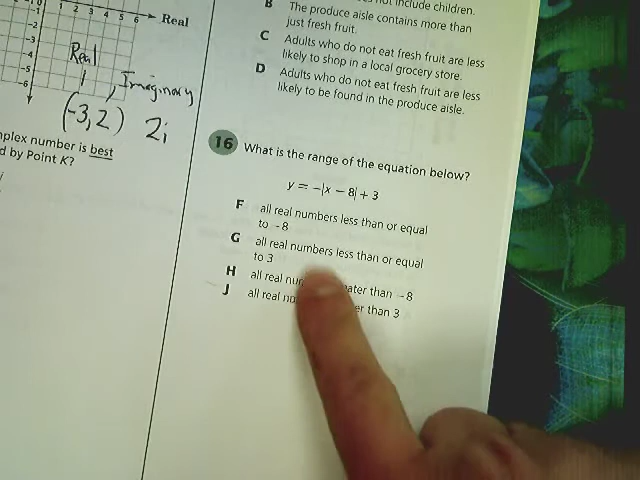 -1 0 1 2 3 4 5 6 Real
-2
-3
-4
-5
-6
Real
, Imaginary
(-3,2) 2i
number is best
by Point K?
B
not include children.
The produce aisle contains more than
just fresh fruit.
C Adults who do not eat fresh fruit are less
likely to shop in a local grocery store.
D Adults who do not eat fresh fruit are less
likely to be found in the produce aisle.
16 What is the range of the equation below?
y = -|x - 8| + 3
F all real numbers less than or equal
to -8
G all real numbers less than or equal
to 3
H all real than -8
J all real than 3